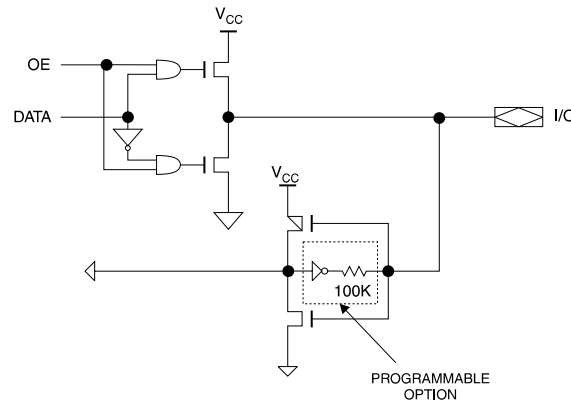 VCC
OE
DATA
I/O
VCC
100K
PROGRAMMABLE
OPTION